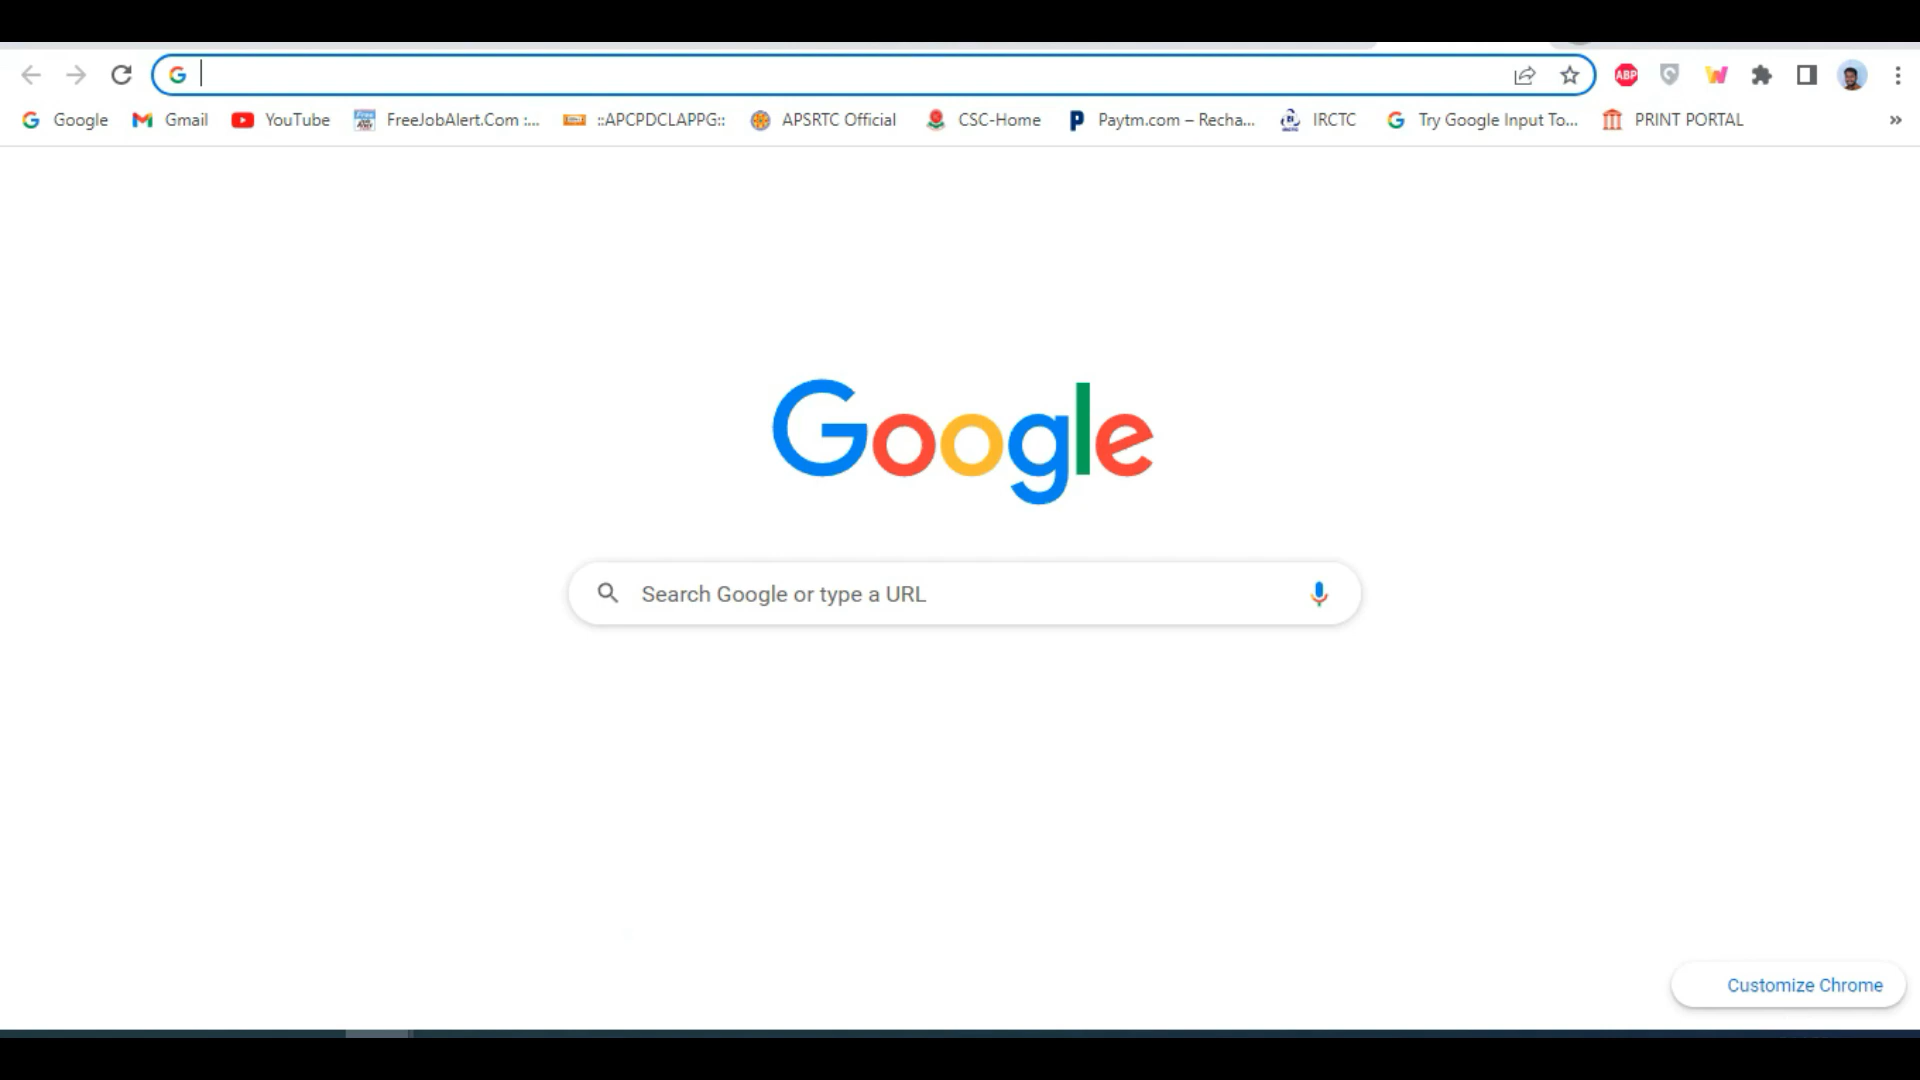 ABP
Google Gmail YouTube FreeJobAlert.Com :... ::APCPDCLAPPG:: APSRTC Official CSC-Home Paytm.com – Recha... IRCTC Try Google Input To... PRINT PORTAL »
Google
Search Google or type a URL
Customize Chrome